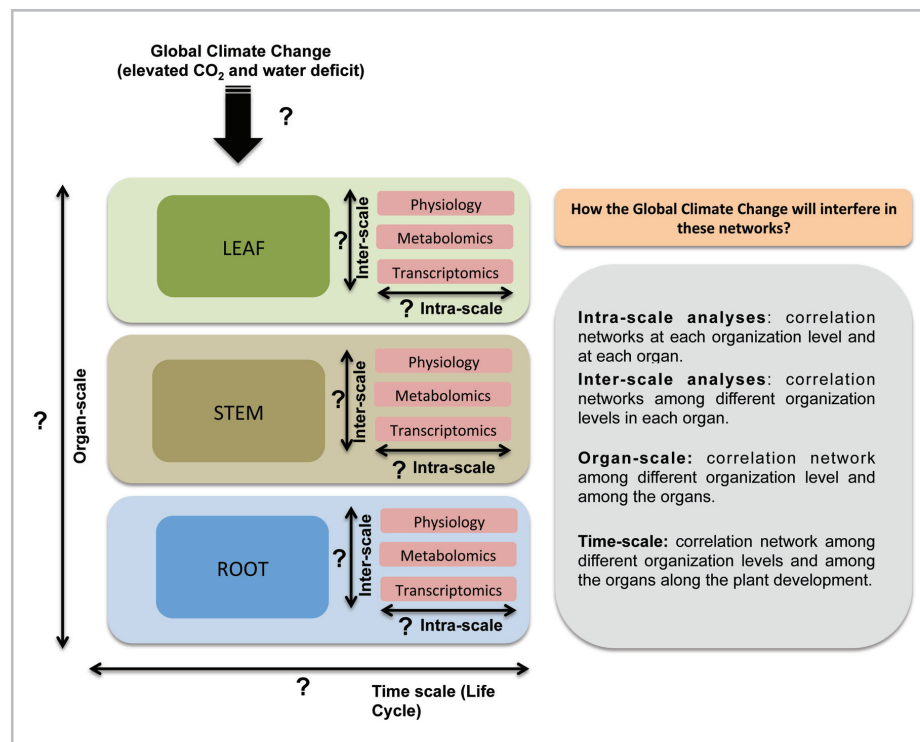 Global Climate Change
(elevated CO₂ and water deficit)
?
LEAF
?
Inter-scale
Physiology
Metabolomics
Transcriptomics
? Intra-scale
STEM
?
Inter-scale
Physiology
Metabolomics
Transcriptomics
? Intra-scale
ROOT
?
Inter-scale
Physiology
Metabolomics
Transcriptomics
? Intra-scale
?
Organ-scale
?
Time scale (Life
Cycle)
How the Global Climate Change will interfere in
these networks?
Intra-scale analyses: correlation
networks at each organization level and
at each organ.
Inter-scale analyses: correlation
networks among different organization
levels in each organ.
Organ-scale: correlation network
among different organization level and
among the organs.
Time-scale: correlation network among
different organization levels and among
the organs along the plant development.